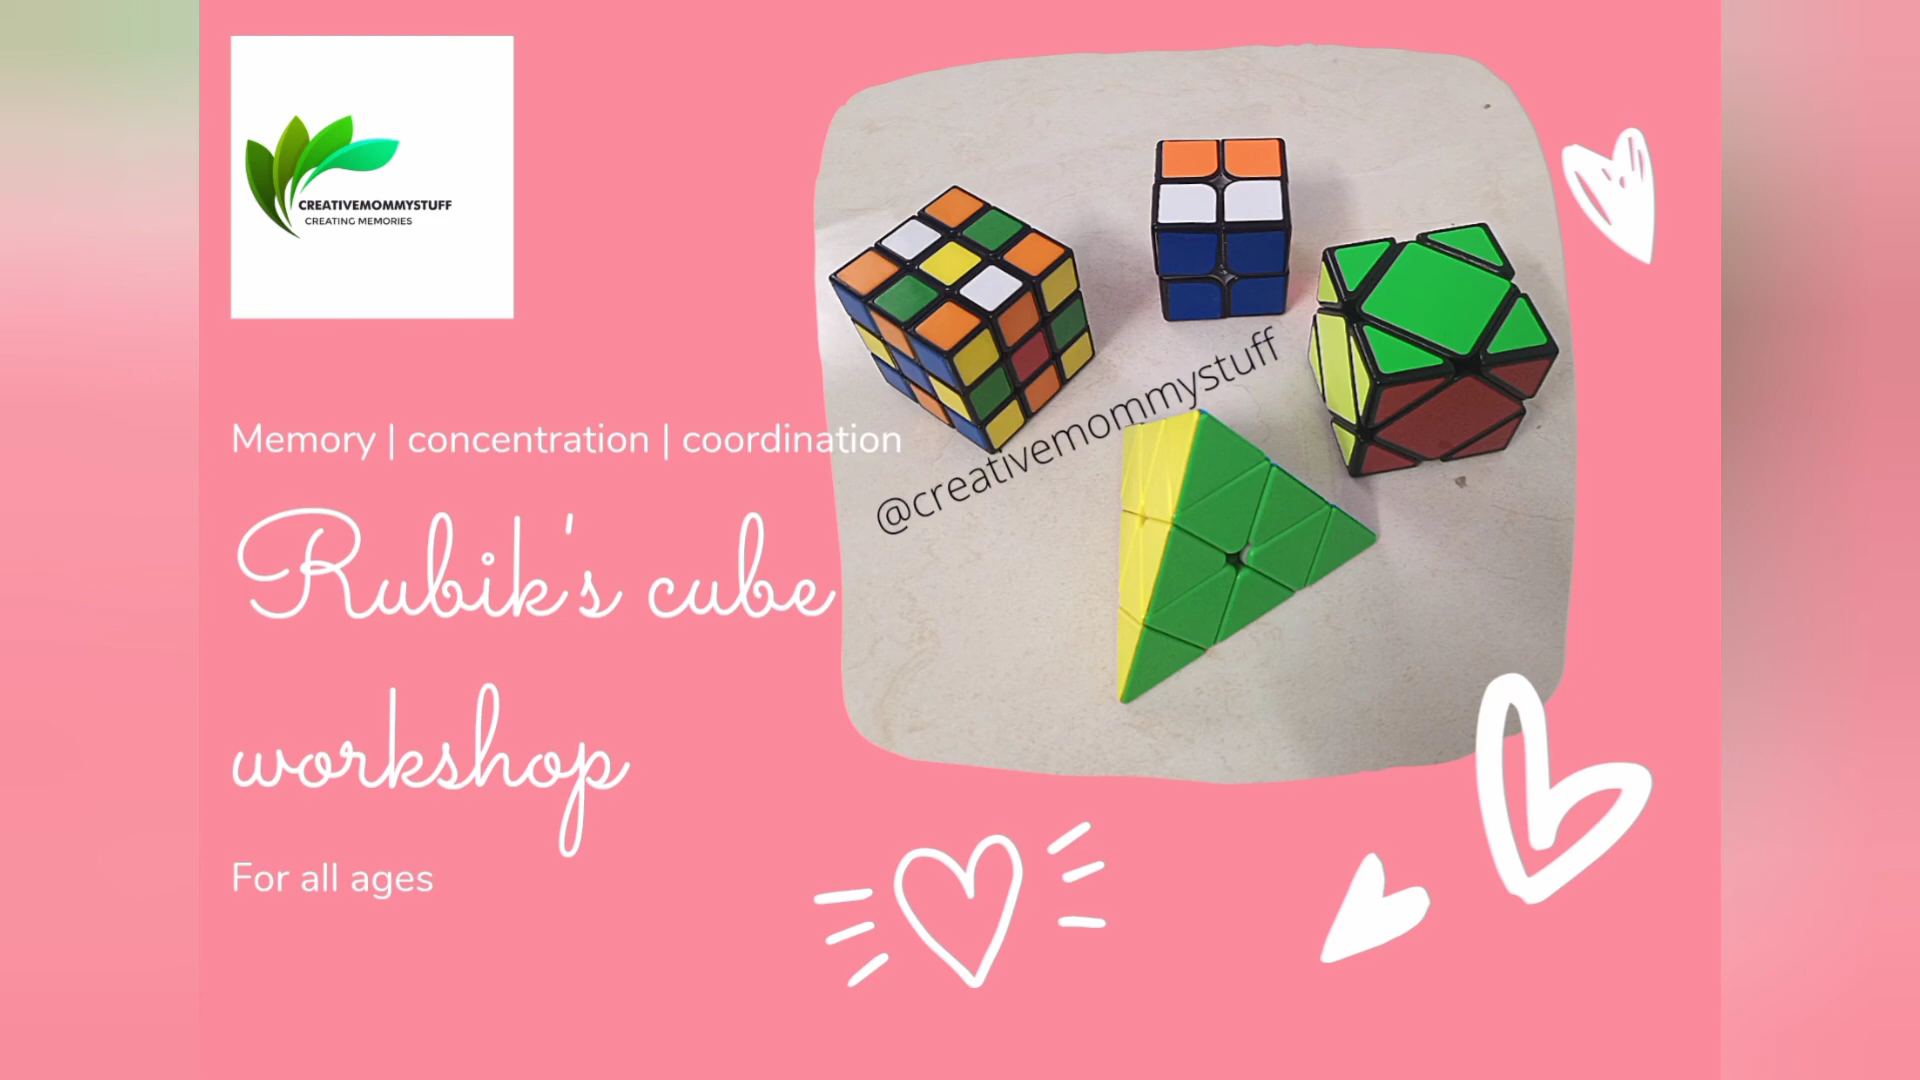 CREATIVEMOMMYSTUFF
CREATING MEMORIES
Memory | concentration | coordination
Rubik's cube
workshop
For all ages
@creativemommystuff